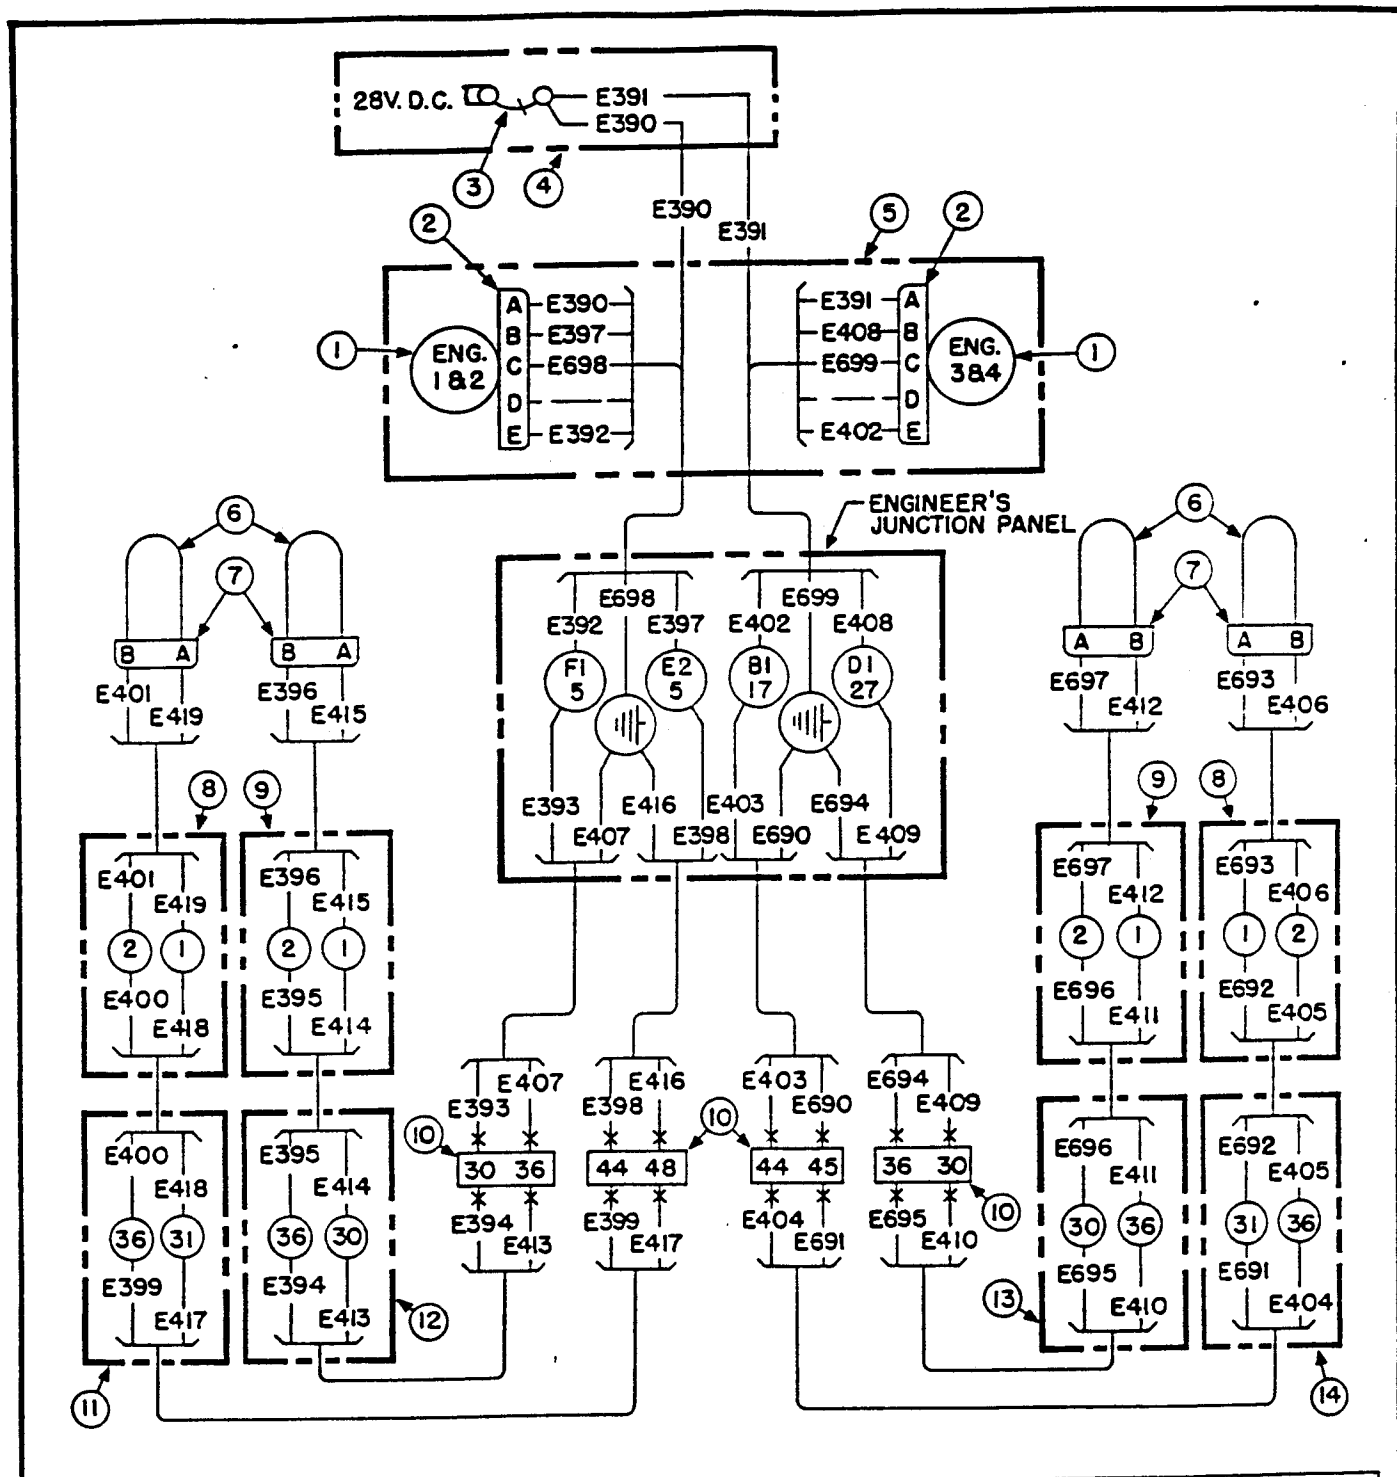 28V. D.C.
E391
E390
3
4
E390
E391
2
5
2
A E390
B E397
C E698
D
E E392
1
ENG.
1 & 2
E391 A
E408 B
E699 C
D
E402 E
ENG.
3 & 4
1
ENGINEER'S
JUNCTION PANEL
6
7
B A
B A
E401
E419
E396
E415
E698
E392 E397
F1
5
E2
5
E699
E402 E408
B1
17
D1
27
E393 E416 E403 E694
E407 E398 E690 E409
6
7
A B
A B
E697
E412
E693
E406
8 9
E401
E419
2 1
E400
E418
E396
E415
2 1
E395
E414
9 8
E697
E412
2 1
E696
E411
E693
E406
1 2
E692
E405
E400
E418
36 31
E399
E417
11
E395
E414
36 30
E394
E413
12
E407
E393
10
30 36
E394
E413
E416
E398
10
44 48
E399
E417
E403
E690
44 45
E404
E691
E694
E409
36 30
10
E695
E410
E696
E411
30 36
E695
E410
13
E692
E405
31 36
E691
E404
14